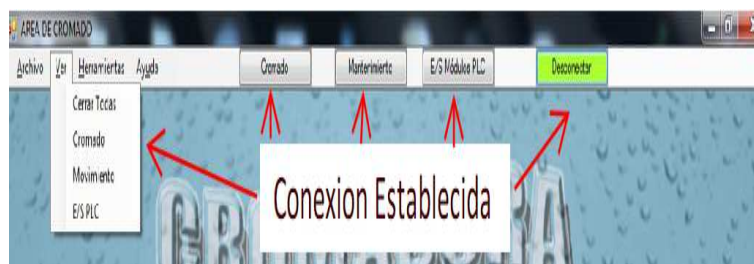 AREA DE CROMADO
Archivo Ver Herramientas Ayuda Cromado Mantenimiento E/S Módulos PLC Desconectar
Cerrar Todas
Cromado
Movimiento
E/S PLC
Conexion Establecida
CROMADORA